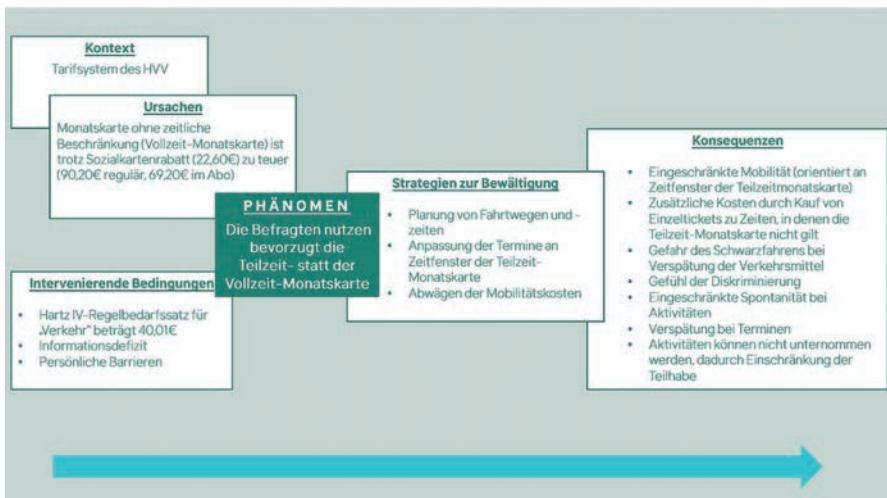 Kontext
Tarifsystem des HVV
Ursachen
Monatskarte ohne zeitliche
Beschränkung (Vollzeit-Monatskarte) ist
trotz Sozialkartenrabatt (22,60€) zu teuer
(90,20€ regulär, 69,20€ im Abo)
PHÄNOMEN
Die Befragten nutzen
bevorzugt die
Teilzeit- statt der
Vollzeit-Monatskarte
Intervenierende Bedingungen
• Hartz IV-Regelbedarfssatz für
„Verkehr" beträgt 40,01€
• Informationsdefizit
• Persönliche Barrieren
Strategien zur Bewältigung
• Planung von Fahrtwegen und -
zeiten
• Anpassung der Termine an
Zeitfenster der Teilzeit-
Monatskarte
• Abwägen der Mobilitätskosten
Konsequenzen
• Eingeschränkte Mobilität (orientiert an
Zeitfenster der Teilzeitmonatskarte)
• Zusätzliche Kosten durch Kauf von
Einzeltickets zu Zeiten, in denen die
Teilzeit-Monatskarte nicht gilt
• Gefahr des Schwarzfahrens bei
Verspätung der Verkehrsmittel
• Gefühl der Diskriminierung
• Eingeschränkte Spontanität bei
Aktivitäten
• Verspätung bei Terminen
• Aktivitäten können nicht unternommen
werden, dadurch Einschränkung der
Teilhabe